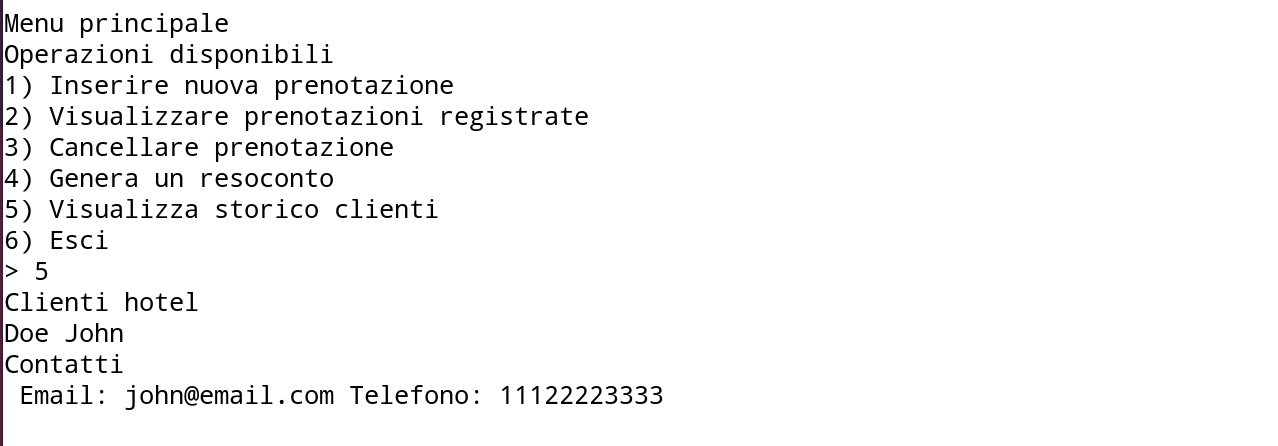 Menu principale
Operazioni disponibili
1) Inserire nuova prenotazione
2) Visualizzare prenotazioni registrate
3) Cancellare prenotazione
4) Genera un resoconto
5) Visualizza storico clienti
6) Esci
> 5
Clienti hotel
Doe John
Contatti
 Email: john@email.com Telefono: 11122223333